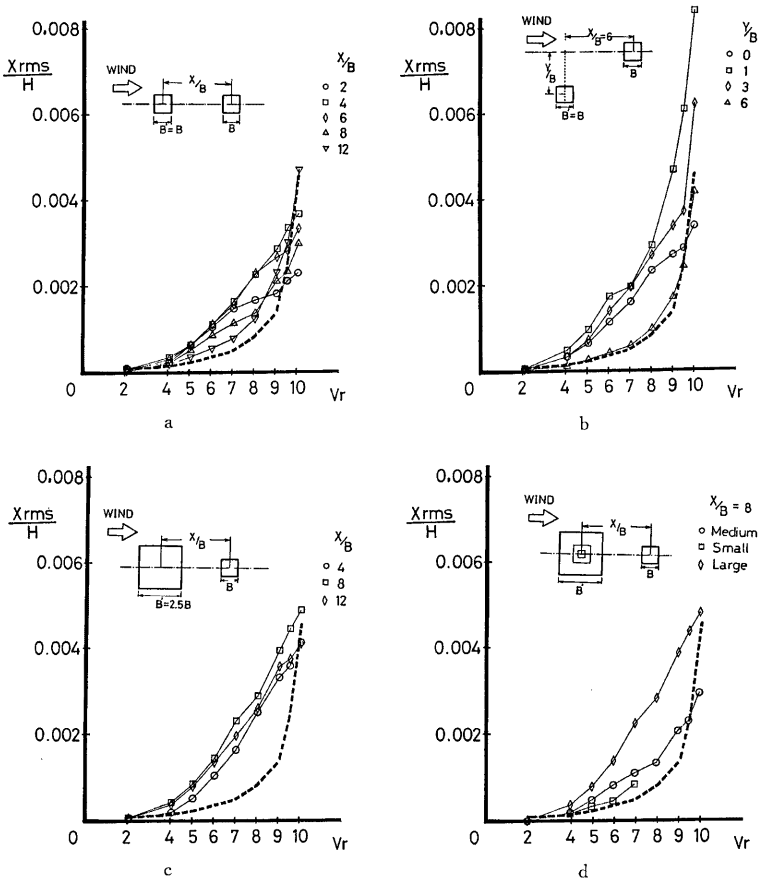 0.008
Xrms
H
0.006
0.004
0.002
0
2 4 5 6 7 8 9 10
Vr
WIND
X/B
B'=B
B
X/B
2
4
6
8
12
a
0.008
Xrms
H
0.006
0.004
0.002
0
2 4 5 6 7 8 9 10
Vr
WIND
X/B=6
Y/B
B'=B
B
Y/B
0
1
3
6
b
0.008
Xrms
H
0.006
0.004
0.002
0
2 4 5 6 7 8 9 10
Vr
WIND
X/B
B'=2.5B
B
X/B
4
8
12
c
0.008
Xrms
H
0.006
0.004
0.002
0
2 4 5 6 7 8 9 10
Vr
WIND
X/B
B'
B
X/B = 8
Medium
Small
Large
d